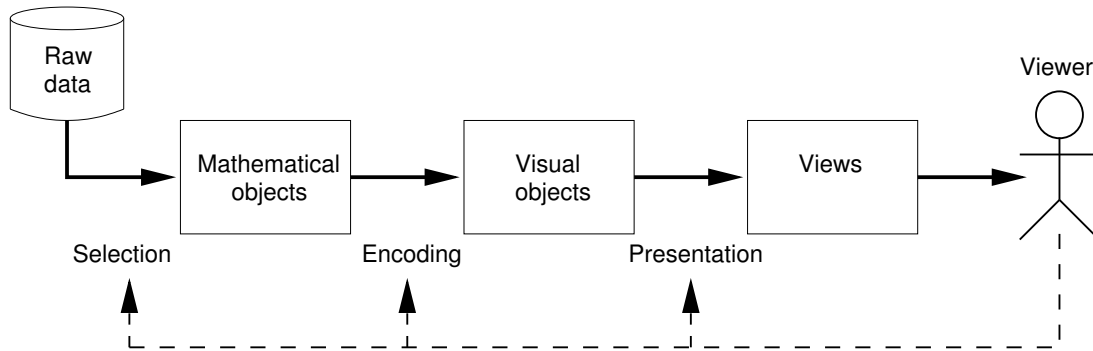 Raw
data
Viewer
Mathematical
objects
Visual
objects
Views
Selection
Encoding
Presentation